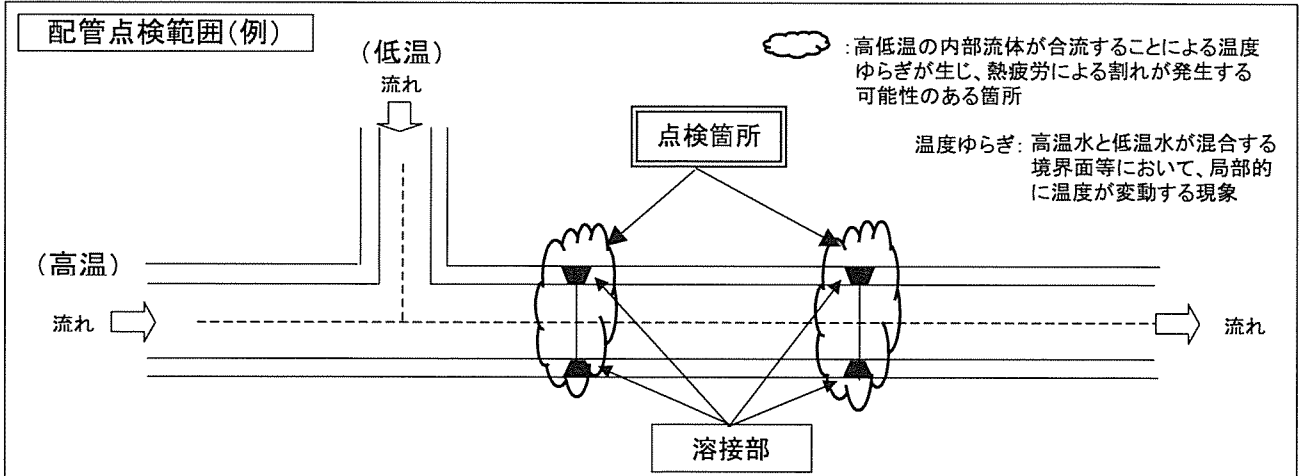 配管点検範囲(例)
(低温)
流れ
:高低温の内部流体が合流することによる温度
ゆらぎが生じ、熱疲労による割れが発生する
可能性のある箇所
点検箇所
温度ゆらぎ: 高温水と低温水が混合する
境界面等において、局部的
に温度が変動する現象
(高温)
流れ
流れ
溶接部